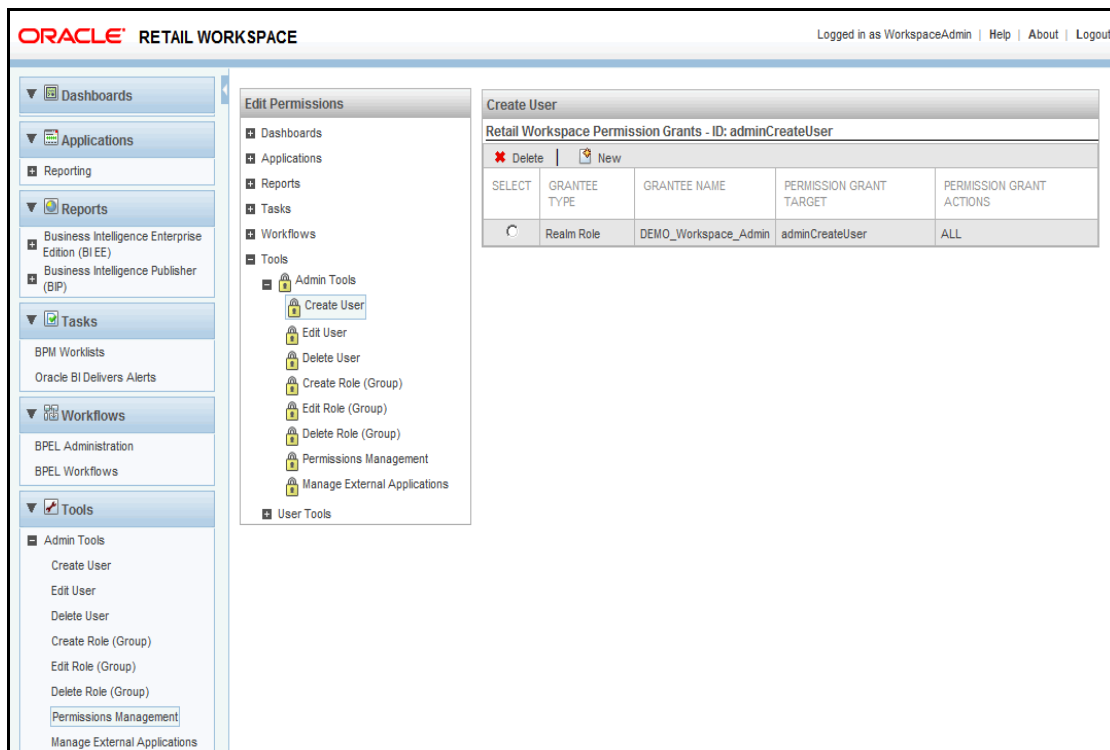 ORACLE RETAIL WORKSPACE
Logged in as WorkspaceAdmin | Help | About | Logout
Dashboards
Applications
Reporting
Reports
Business Intelligence Enterprise
Edition (BI EE)
Business Intelligence Publisher
(BIP)
Tasks
BPM Worklists
Oracle BI Delivers Alerts
Workflows
BPEL Administration
BPEL Workflows
Tools
Admin Tools
Create User
Edit User
Delete User
Create Role (Group)
Edit Role (Group)
Delete Role (Group)
Permissions Management
Manage External Applications
Edit Permissions
Dashboards
Applications
Reports
Tasks
Workflows
Tools
Admin Tools
Create User
Edit User
Delete User
Create Role (Group)
Edit Role (Group)
Delete Role (Group)
Permissions Management
Manage External Applications
User Tools
Create User
Retail Workspace Permission Grants - ID: adminCreateUser
Delete | New
SELECT GRANTEE TYPE GRANTEE NAME PERMISSION GRANT TARGET PERMISSION GRANT ACTIONS
Realm Role DEMO_Workspace_Admin adminCreateUser ALL